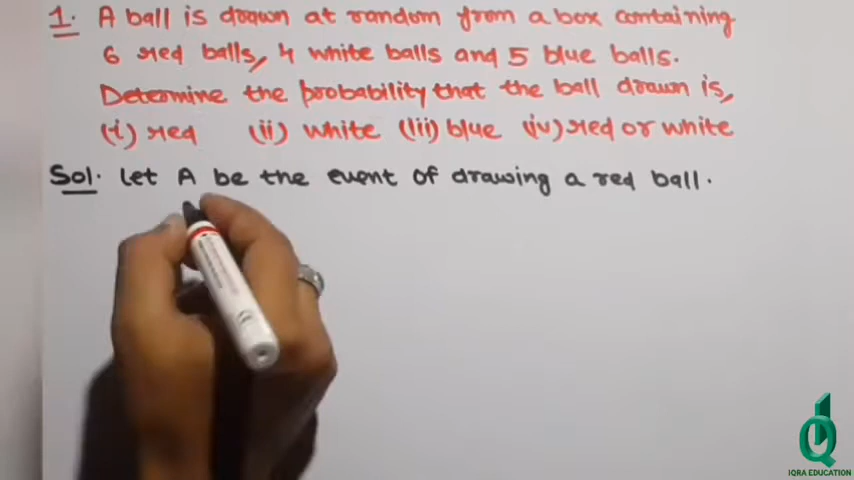 1. A ball is drawn at random from a box containing
6 red balls, 4 white balls and 5 blue balls.
Determine the probability that the ball drawn is,
(i) red (ii) white (iii) blue (iv) red or white
Sol. Let A be the event of drawing a red ball.
IQRA EDUCATION